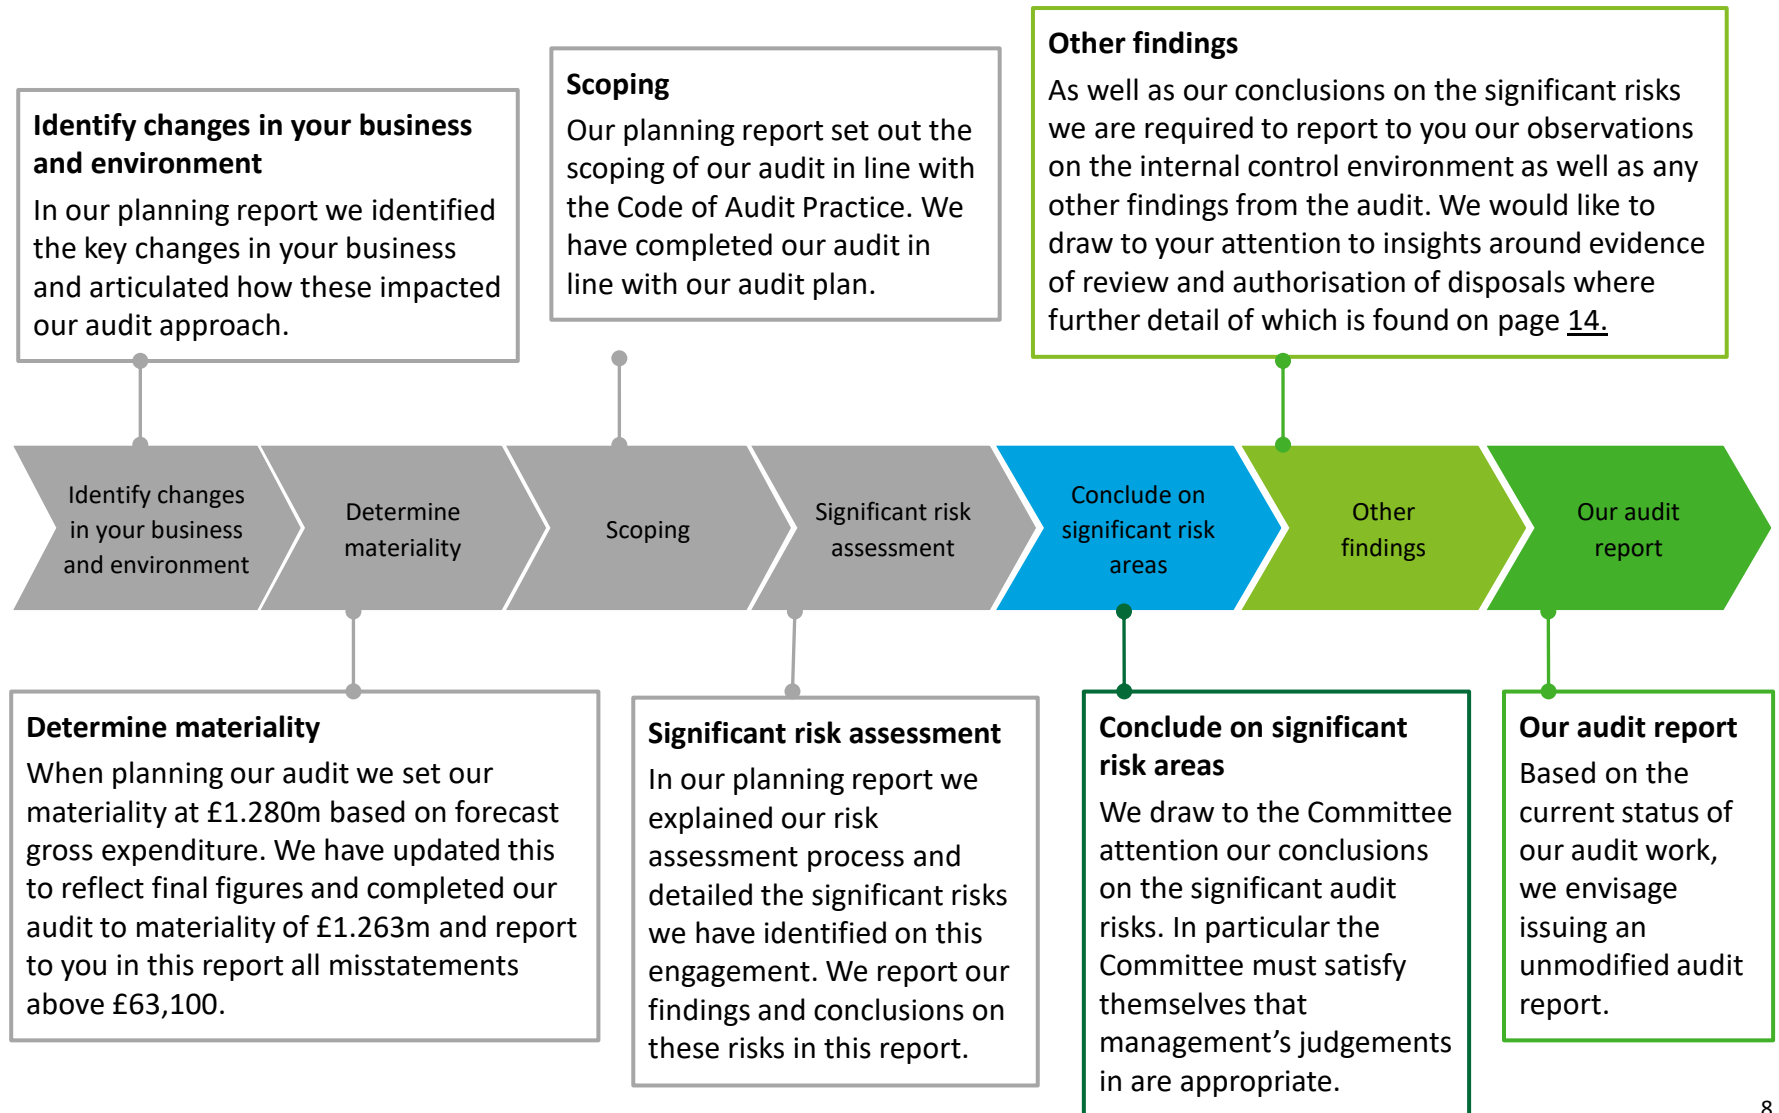 Identify changes in your business
and environment
In our planning report we identified
the key changes in your business
and articulated how these impacted
our audit approach.
Scoping
Our planning report set out the
scoping of our audit in line with
the Code of Audit Practice. We
have completed our audit in
line with our audit plan.
Other findings
As well as our conclusions on the significant risks
we are required to report to you our observations
on the internal control environment as well as any
other findings from the audit. We would like to
draw to your attention to insights around evidence
of review and authorisation of disposals where
further detail of which is found on page 14.
Identify changes
in your business
and environment
Determine
materiality
Scoping
Significant risk
assessment
Conclude on
significant risk
areas
Other
findings
Our audit
report
Determine materiality
When planning our audit we set our
materiality at £1.280m based on forecast
gross expenditure. We have updated this
to reflect final figures and completed our
audit to materiality of £1.263m and report
to you in this report all misstatements
above £63,100.
Significant risk assessment
In our planning report we
explained our risk
assessment process and
detailed the significant risks
we have identified on this
engagement. We report our
findings and conclusions on
these risks in this report.
Conclude on significant
risk areas
We draw to the Committee
attention our conclusions
on the significant audit
risks. In particular the
Committee must satisfy
themselves that
management’s judgements
in are appropriate.
Our audit report
Based on the
current status of
our audit work,
we envisage
issuing an
unmodified audit
report.
8